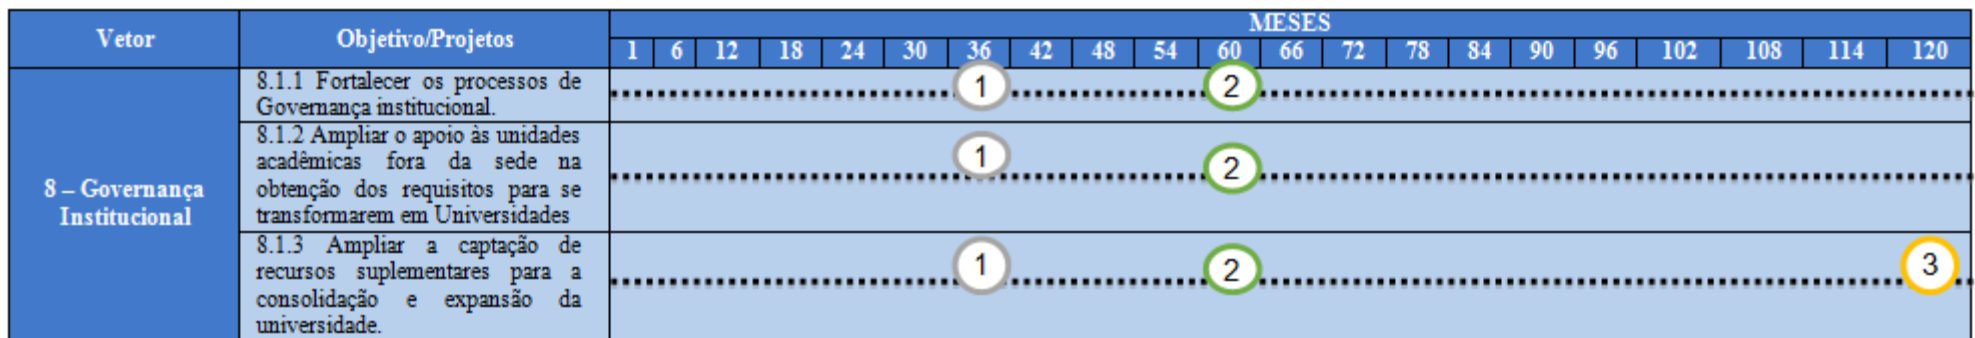 Vetor
Objetivo/Projetos
MESES
1 6 12 18 24 30 36 42 48 54 60 66 72 78 84 90 96 102 108 114 120
8 – Governança
Institucional
8.1.1 Fortalecer os processos de
Governança institucional.
1 2
8.1.2 Ampliar o apoio às unidades
acadêmicas fora da sede na
obtenção dos requisitos para se
transformarem em Universidades
1 2
8.1.3 Ampliar a captação de
recursos suplementares para a
consolidação e expansão da
universidade.
1 2 3